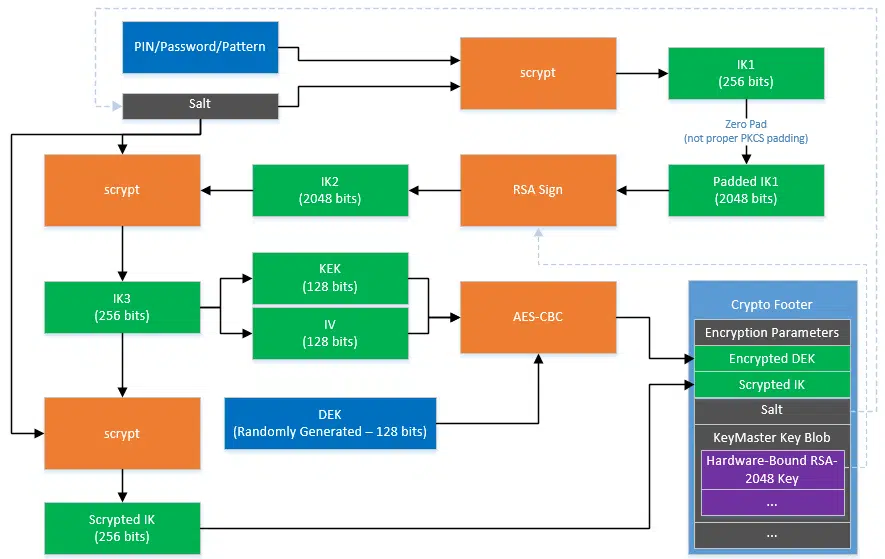 PIN/Password/Pattern
scrypt
IK1
(256 bits)
Salt
Zero Pad
(not proper PKCS padding)
scrypt
IK2
(2048 bits)
RSA Sign
Padded IK1
(2048 bits)
KEK
(128 bits)
IK3
(256 bits)
IV
(128 bits)
AES-CBC
Crypto Footer
Encryption Parameters
Encrypted DEK
Scrypted IK
Salt
KeyMaster Key Blob
Hardware-Bound RSA-
2048 Key
...
...
DEK
(Randomly Generated – 128 bits)
scrypt
Scrypted IK
(256 bits)